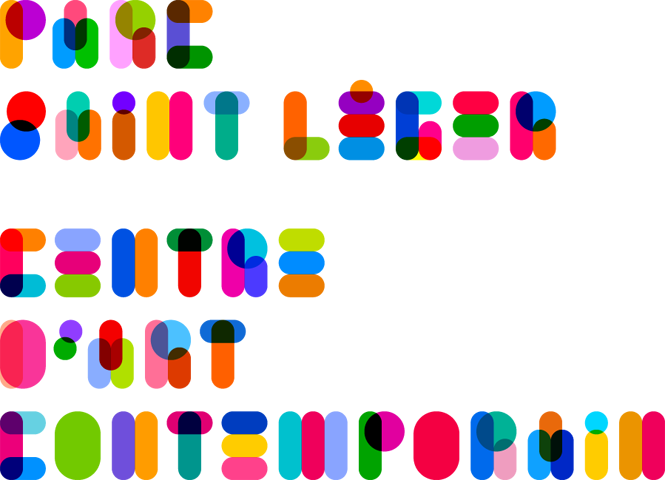 PARC
SAINT LÉGER
CENTRE
D'ART
CONTEMPORAIN